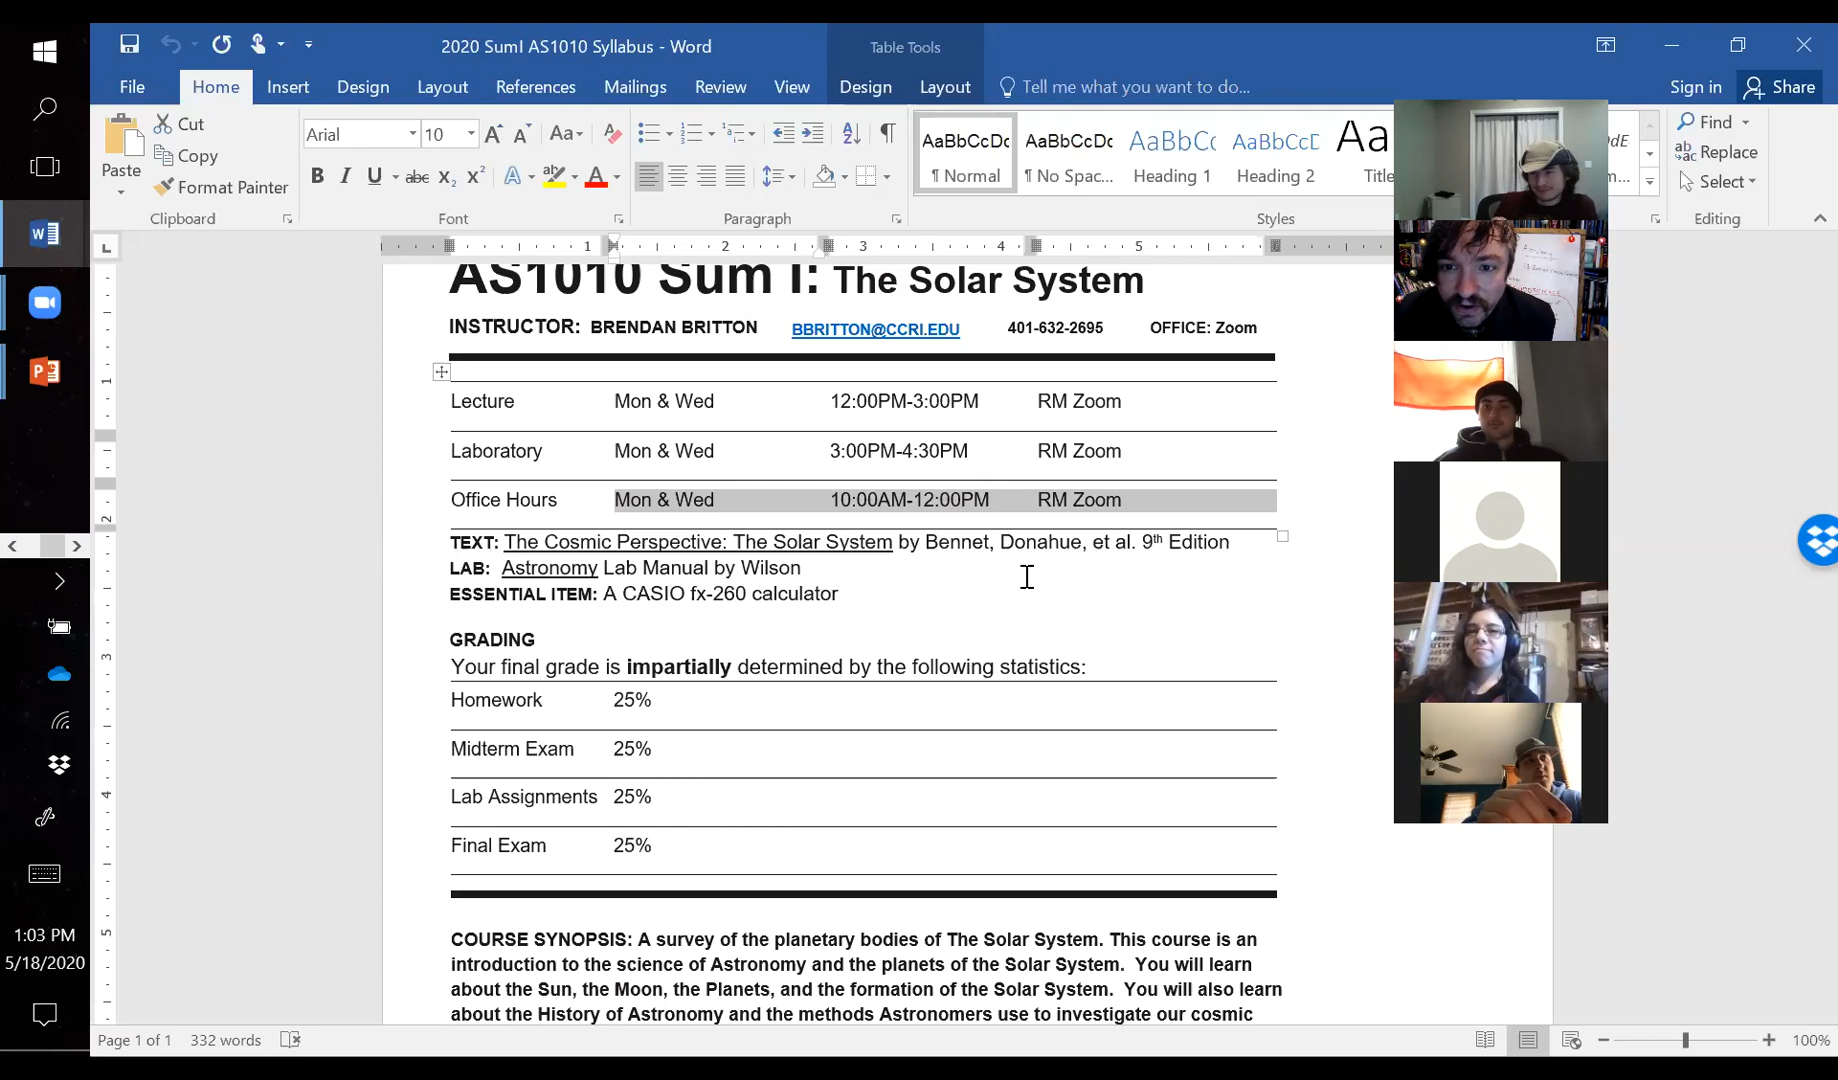 2020 SumI AS1010 Syllabus - Word
Table Tools
File Home Insert Design Layout References Mailings Review View Design Layout Tell me what you want to do... Sign in Share
Paste
Cut
Copy
Format Painter
Clipboard
Arial 10
Font
Paragraph
AaBbCcDc AaBbCcDc AaBbCc AaBbCcD
¶ Normal ¶ No Spac... Heading 1 Heading 2 Title
Styles
Find
Replace
Select
Editing
1 2 3 4 5
AS1010 Sum I: The Solar System
INSTRUCTOR: BRENDAN BRITTON BBRITTON@CCRI.EDU 401-632-2695 OFFICE: Zoom
Lecture Mon & Wed 12:00PM-3:00PM RM Zoom
Laboratory Mon & Wed 3:00PM-4:30PM RM Zoom
Office Hours Mon & Wed 10:00AM-12:00PM RM Zoom
TEXT: The Cosmic Perspective: The Solar System by Bennet, Donahue, et al. 9th Edition
LAB: Astronomy Lab Manual by Wilson
ESSENTIAL ITEM: A CASIO fx-260 calculator
GRADING
Your final grade is impartially determined by the following statistics:
Homework 25%
Midterm Exam 25%
Lab Assignments 25%
Final Exam 25%
COURSE SYNOPSIS: A survey of the planetary bodies of The Solar System. This course is an
introduction to the science of Astronomy and the planets of the Solar System. You will learn
about the Sun, the Moon, the Planets, and the formation of the Solar System. You will also learn
about the History of Astronomy and the methods Astronomers use to investigate our cosmic
1:03 PM
5/18/2020
Page 1 of 1 332 words 100%